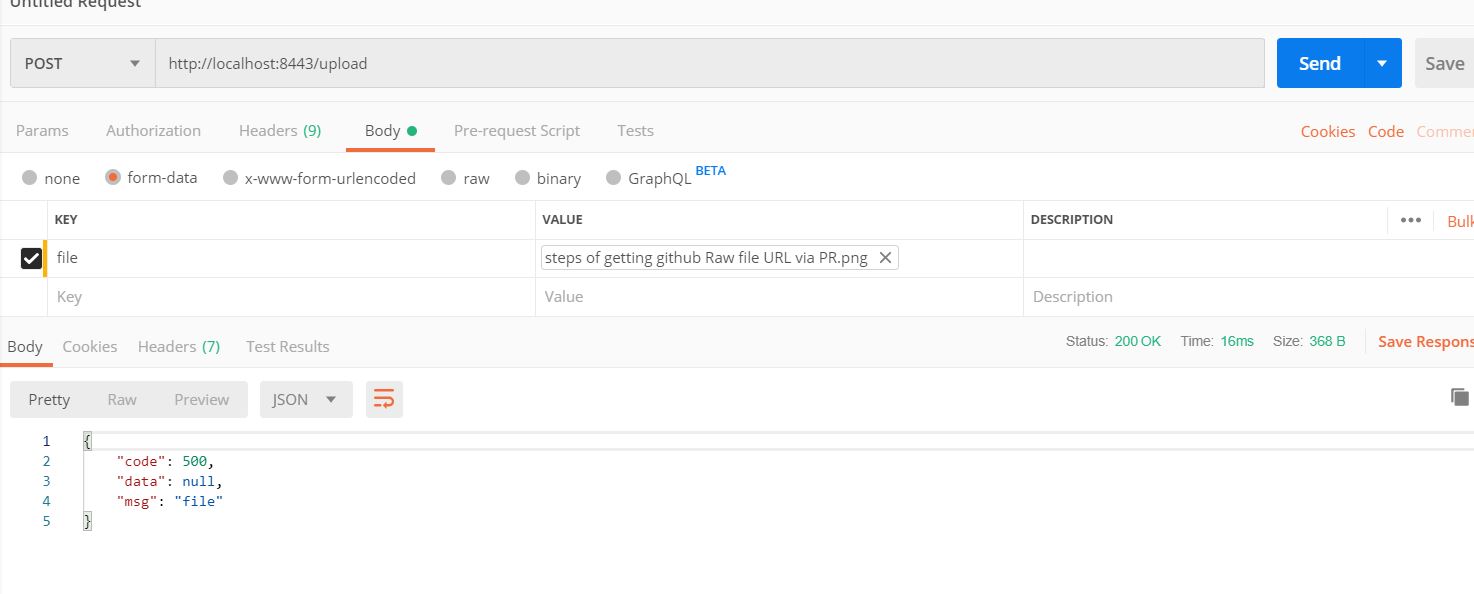 Untitled Request
POST http://localhost:8443/upload Send Save
Params Authorization Headers (9) Body Pre-request Script Tests Cookies Code Commen
none form-data x-www-form-urlencoded raw binary GraphQL BETA
KEY VALUE DESCRIPTION ••• Bulk
file steps of getting github Raw file URL via PR.png
Key Value Description
Body Cookies Headers (7) Test Results Status: 200 OK Time: 16ms Size: 368 B Save Respons
Pretty Raw Preview JSON
1 {
2 "code": 500,
3 "data": null,
4 "msg": "file"
5 }